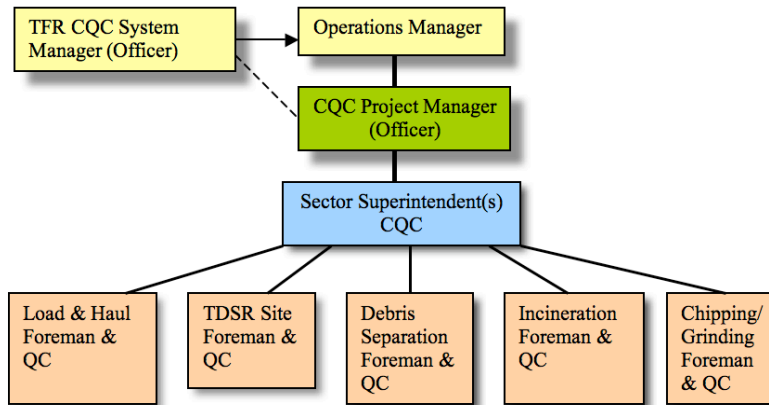 TFR CQC System
Manager (Officer)
Operations Manager
CQC Project Manager
(Officer)
Sector Superintendent(s)
CQC
Load & Haul
Foreman &
QC
TDSR Site
Foreman &
QC
Debris
Separation
Foreman &
QC
Incineration
Foreman &
QC
Chipping/
Grinding
Foreman
& QC